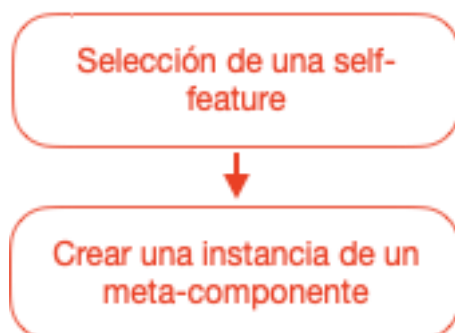 Selección de una self-
feature
Crear una instancia de un
meta-componente